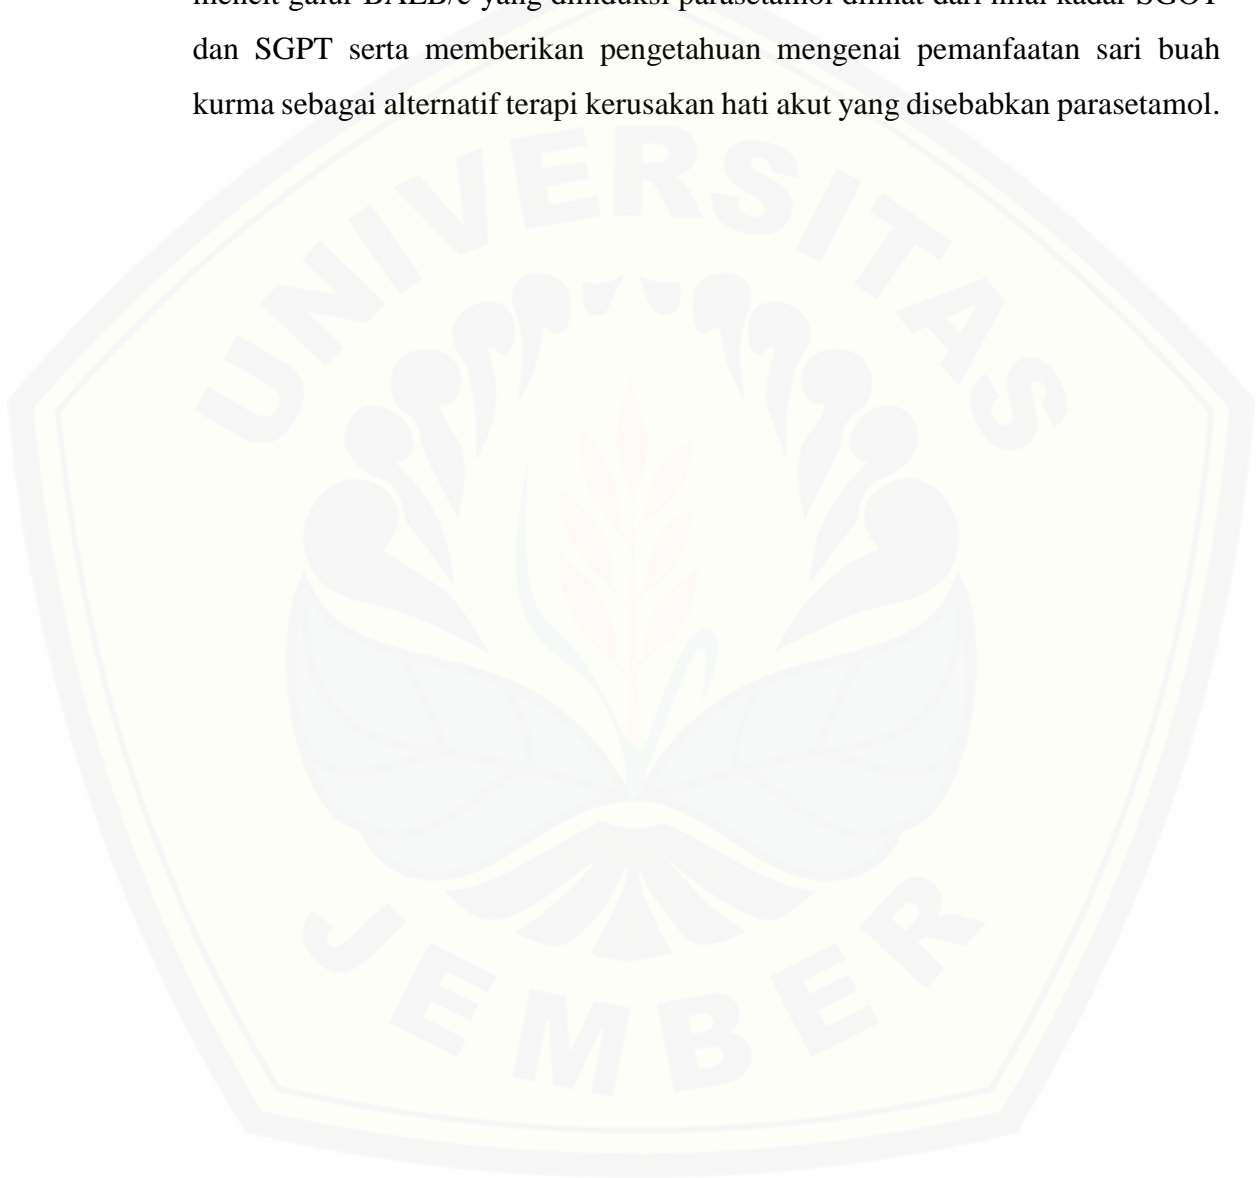 mencit galur BALB/c yang diinduksi parasetamol dilihat dari nilai kadar SGOT
dan SGPT serta memberikan pengetahuan mengenai pemanfaatan sari buah
kurma sebagai alternatif terapi kerusakan hati akut yang disebabkan parasetamol.
UNIVERSITAS
JEMBER